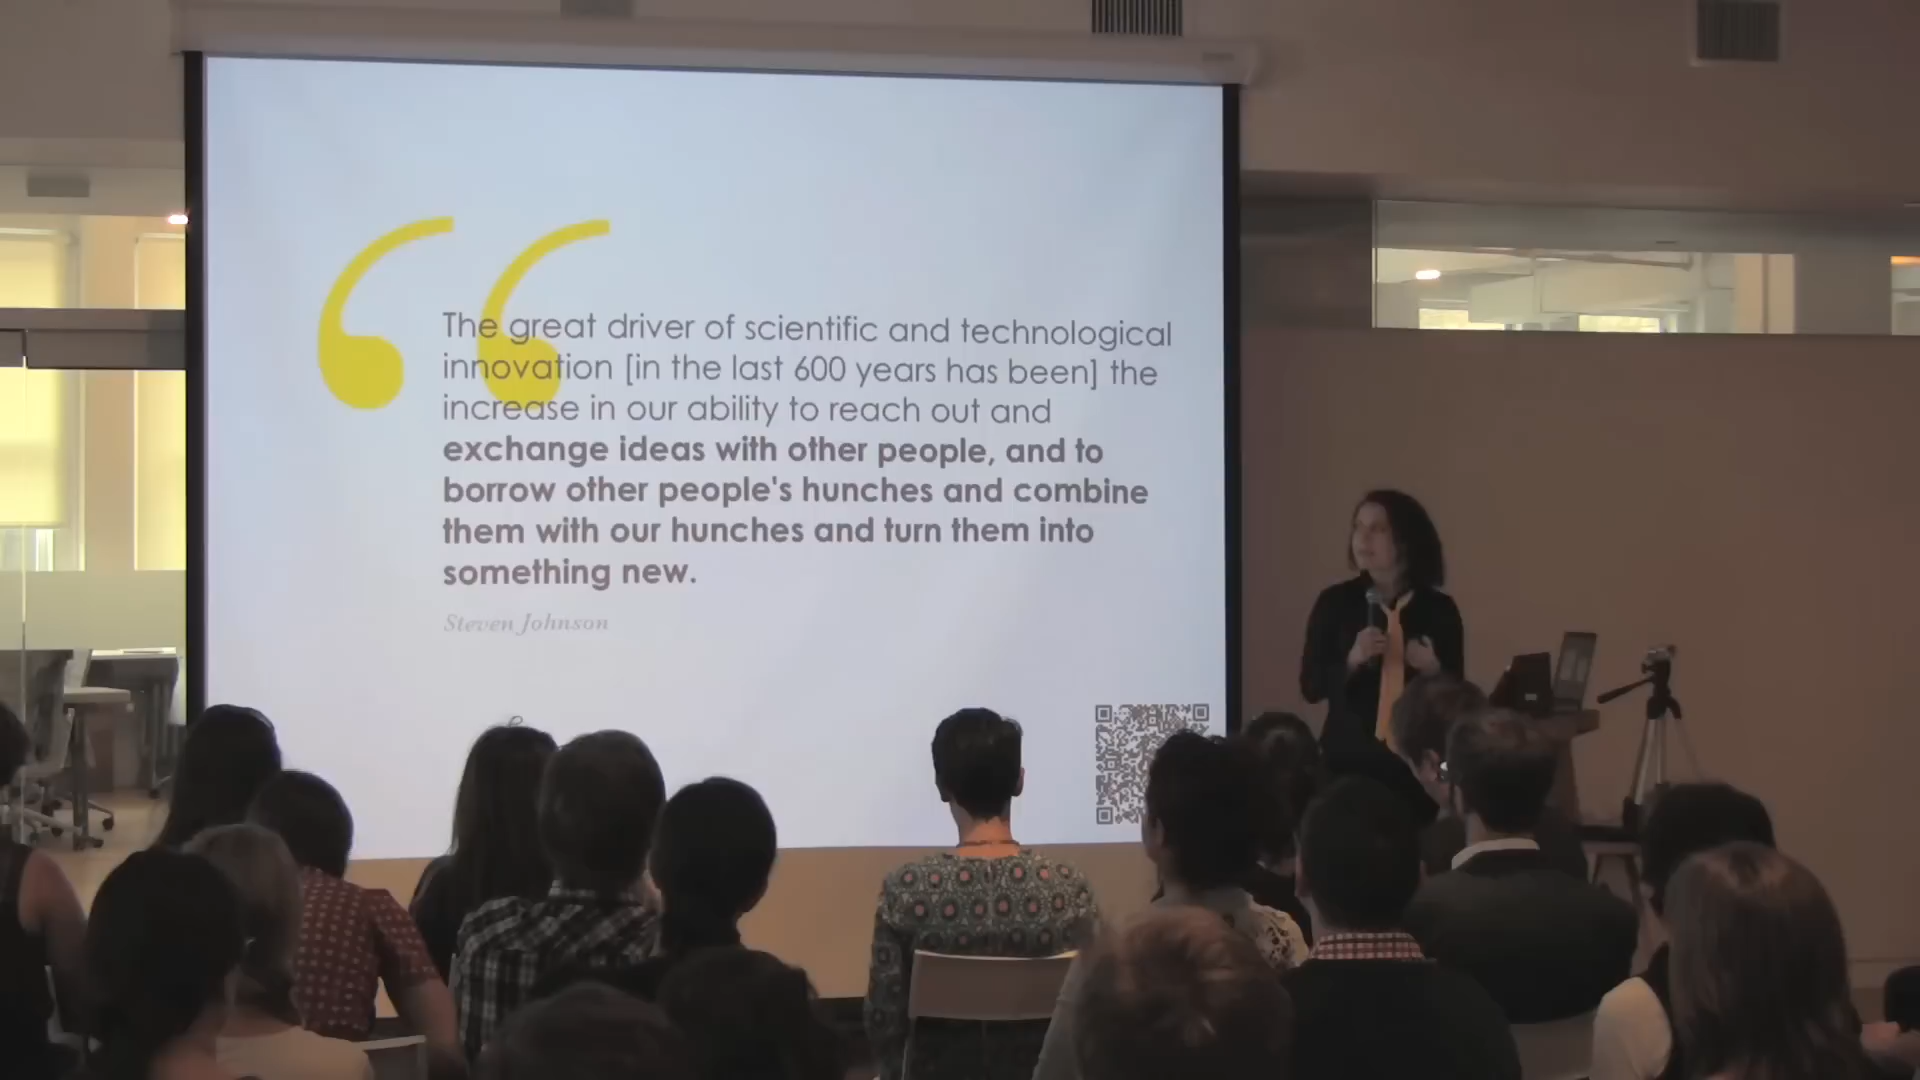 The great driver of scientific and technological
innovation [in the last 600 years has been] the
increase in our ability to reach out and
exchange ideas with other people, and to
borrow other people's hunches and combine
them with our hunches and turn them into
something new.
Steven Johnson